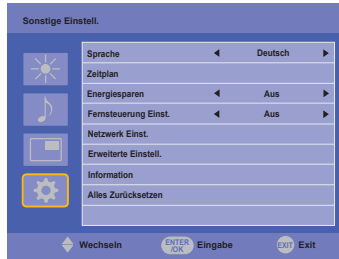 Sonstige Einstell.
Sprache Deutsch
Zeitplan
Energiesparen Aus
Fernsteuerung Einst. Aus
Netzwerk Einst.
Erweiterte Einstell.
Information
Alles Zurücksetzen
Wechseln ENTER /OK Eingabe EXIT Exit